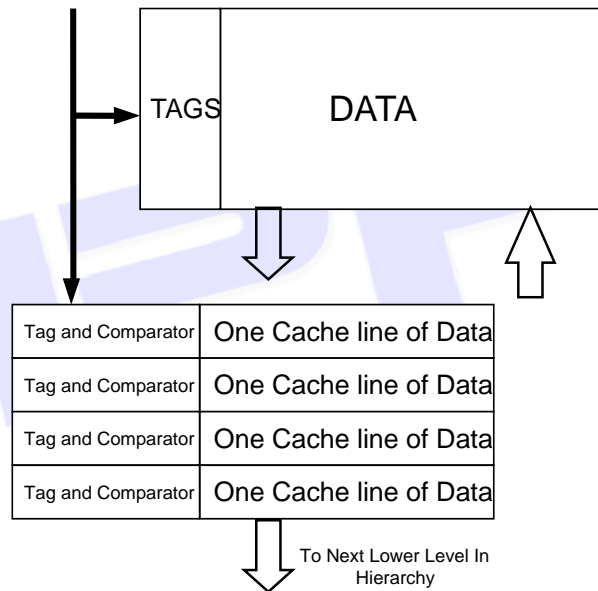 TAGS
DATA
Tag and Comparator
One Cache line of Data
Tag and Comparator
One Cache line of Data
Tag and Comparator
One Cache line of Data
Tag and Comparator
One Cache line of Data
To Next Lower Level In
Hierarchy